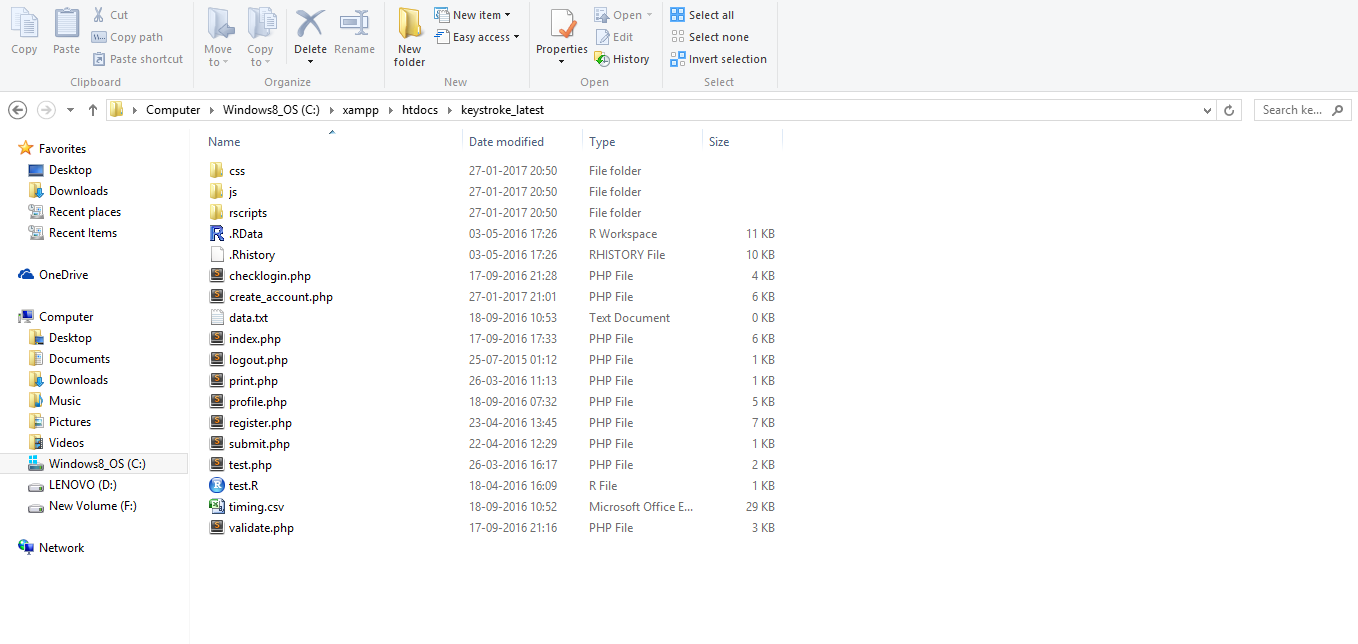 Copy
Paste
Cut
Copy path
Paste shortcut
Clipboard
Move to
Copy to
Delete
Rename
Organize
New folder
New item
Easy access
New
Properties
Open
Edit
History
Open
Select all
Select none
Invert selection
Select
Computer Windows8_OS (C:) xampp htdocs keystroke_latest
Search ke...
Favorites
Desktop
Downloads
Recent places
Recent Items
OneDrive
Computer
Desktop
Documents
Downloads
Music
Pictures
Videos
Windows8_OS (C:)
LENOVO (D:)
New Volume (F:)
Network
Name Date modified Type Size
css 27-01-2017 20:50 File folder
js 27-01-2017 20:50 File folder
rscripts 27-01-2017 20:50 File folder
.RData 03-05-2016 17:26 R Workspace 11 KB
.Rhistory 03-05-2016 17:26 RHISTORY File 10 KB
checklogin.php 17-09-2016 21:28 PHP File 4 KB
create_account.php 27-01-2017 21:01 PHP File 6 KB
data.txt 18-09-2016 10:53 Text Document 0 KB
index.php 17-09-2016 17:33 PHP File 6 KB
logout.php 25-07-2015 01:12 PHP File 1 KB
print.php 26-03-2016 11:13 PHP File 1 KB
profile.php 18-09-2016 07:32 PHP File 5 KB
register.php 23-04-2016 13:45 PHP File 7 KB
submit.php 22-04-2016 12:29 PHP File 1 KB
test.php 26-03-2016 16:17 PHP File 2 KB
test.R 18-04-2016 16:09 R File 1 KB
timing.csv 18-09-2016 10:52 Microsoft Office E... 29 KB
validate.php 17-09-2016 21:16 PHP File 3 KB